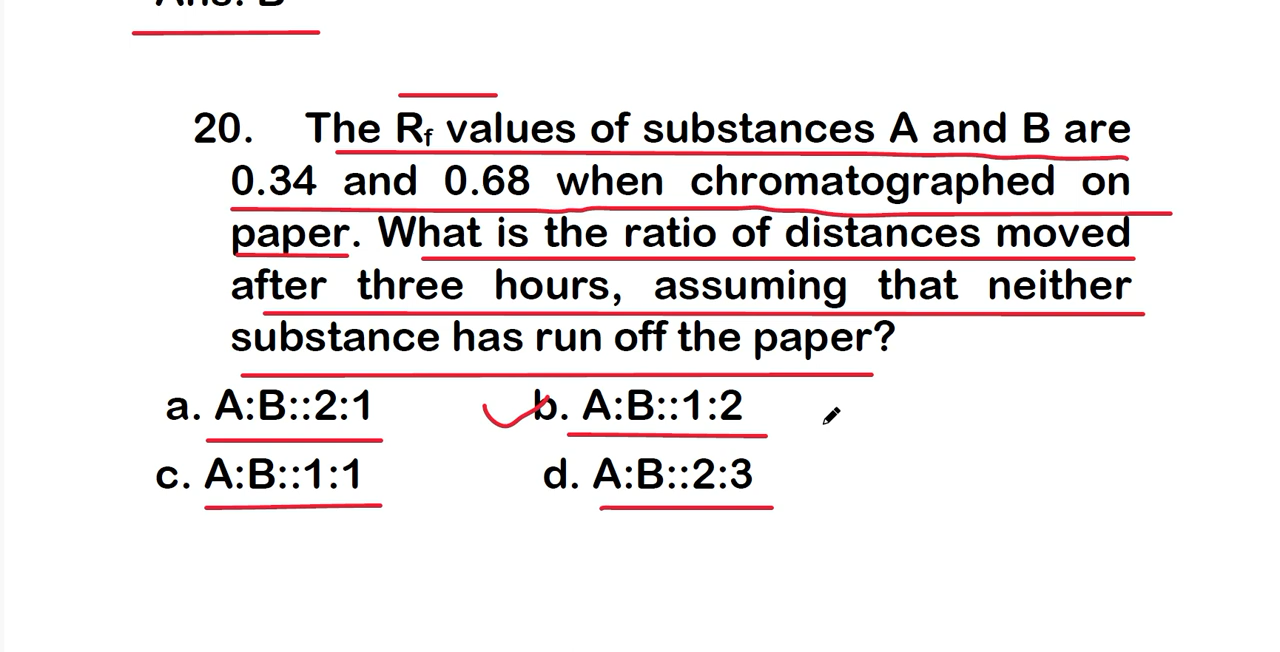 Ans: B
20. The Rf values of substances A and B are
0.34 and 0.68 when chromatographed on
paper. What is the ratio of distances moved
after three hours, assuming that neither
substance has run off the paper?
a. A:B::2:1 b. A:B::1:2
c. A:B::1:1 d. A:B::2:3